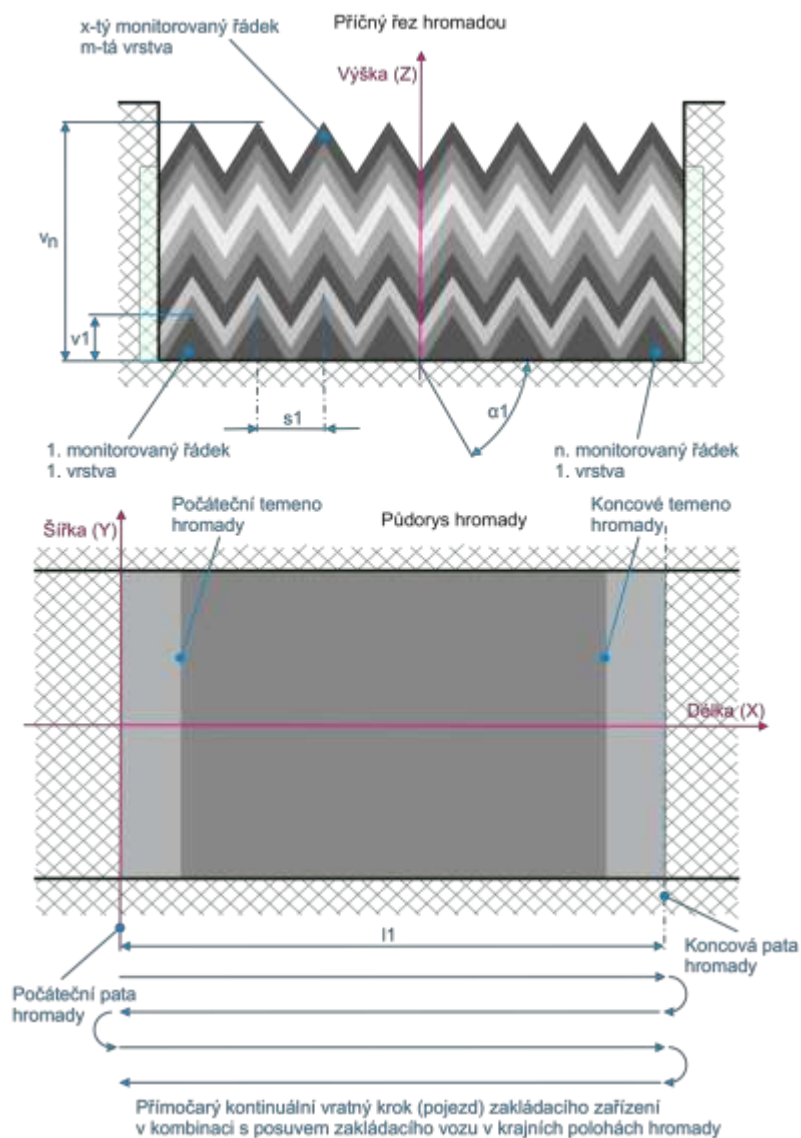 x-tý monitorovaný řádek
m-tá vrstva
Příčný řez hromadou
Výška (Z)
vn
v1
s1
α1
1. monitorovaný řádek
1. vrstva
n. monitorovaný řádek
1. vrstva
Počáteční temeno
hromady
Koncové temeno
hromady
Šířka (Y)
Půdorys hromady
Délka (X)
l1
Koncová pata
hromady
Počáteční pata
hromady
Přímočarý kontinuální vratný krok (pojezd) zakládacího zařízení
v kombinaci s posuvem zakládacího vozu v krajních polohách hromady